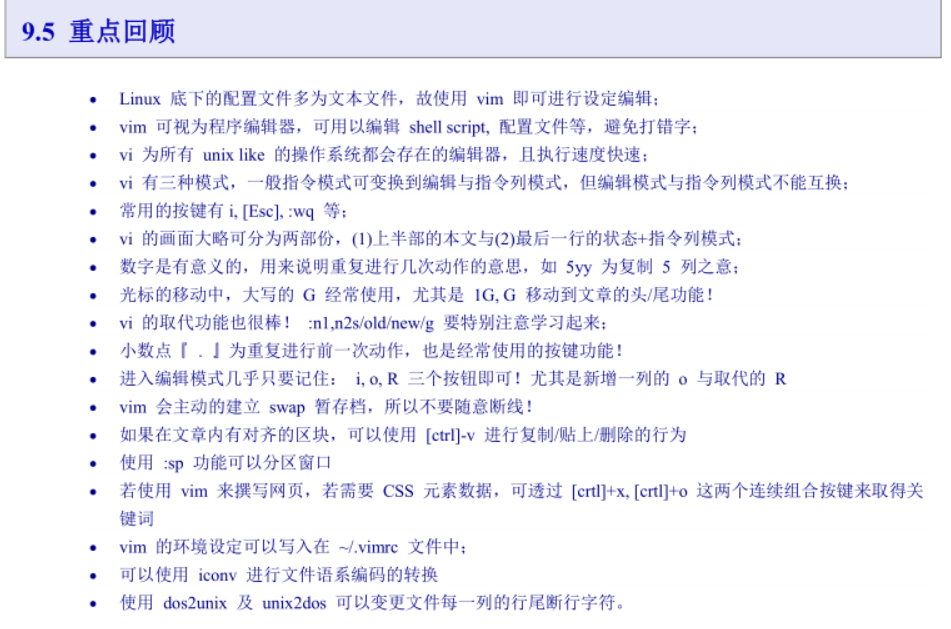 9.5 重点回顾
• Linux 底下的配置文件多为文本文件，故使用 vim 即可进行设定编辑；
• vim 可视为程序编辑器，可用以编辑 shell script, 配置文件等，避免打错字；
• vi 为所有 unix like 的操作系统都会存在的编辑器，且执行速度快速；
• vi 有三种模式，一般指令模式可变换到编辑与指令列模式，但编辑模式与指令列模式不能互换；
• 常用的按键有 i, [Esc], :wq 等；
• vi 的画面大略可分为两部份，(1)上半部的本文与(2)最后一行的状态+指令列模式；
• 数字是有意义的，用来说明重复进行几次动作的意思，如 5yy 为复制 5 列之意；
• 光标的移动中，大写的 G 经常使用，尤其是 1G, G 移动到文章的头/尾功能！
• vi 的取代功能也很棒！ :n1,n2s/old/new/g 要特别注意学习起来；
• 小数点『 . 』为重复进行前一次动作，也是经常使用的按键功能！
• 进入编辑模式几乎只要记住： i, o, R 三个按钮即可！尤其是新增一列的 o 与取代的 R
• vim 会主动的建立 swap 暂存档，所以不要随意断线！
• 如果在文章内有对齐的区块，可以使用 [ctrl]-v 进行复制/贴上/删除的行为
• 使用 :sp 功能可以分区窗口
• 若使用 vim 来撰写网页，若需要 CSS 元素数据，可透过 [crtl]+x, [crtl]+o 这两个连续组合按键来取得关
键词
• vim 的环境设定可以写入在 ~/.vimrc 文件中；
• 可以使用 iconv 进行文件语系编码的转换
• 使用 dos2unix 及 unix2dos 可以变更文件每一列的行尾断行字符。